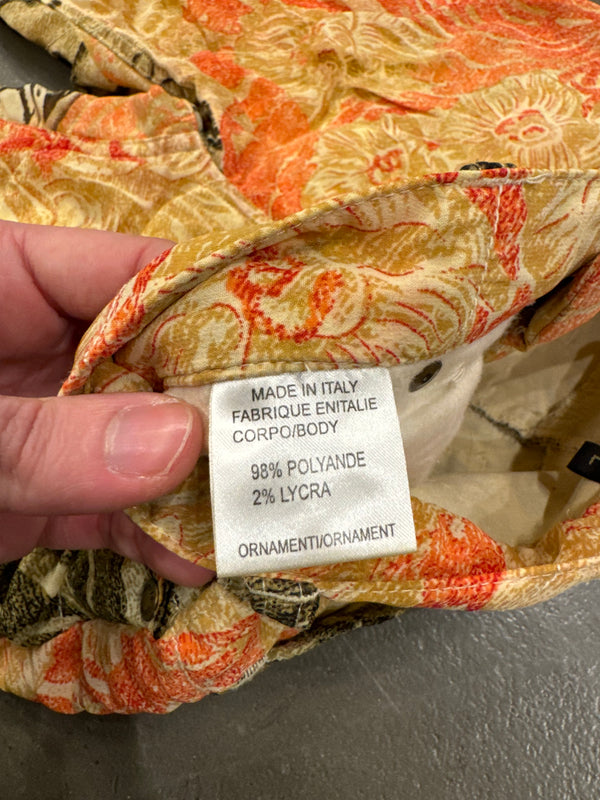 MADE IN ITALY
FABRIQUE ENITALIE
CORPO/BODY
98% POLYANDE
2% LYCRA
ORNAMENTI/ORNAMENT